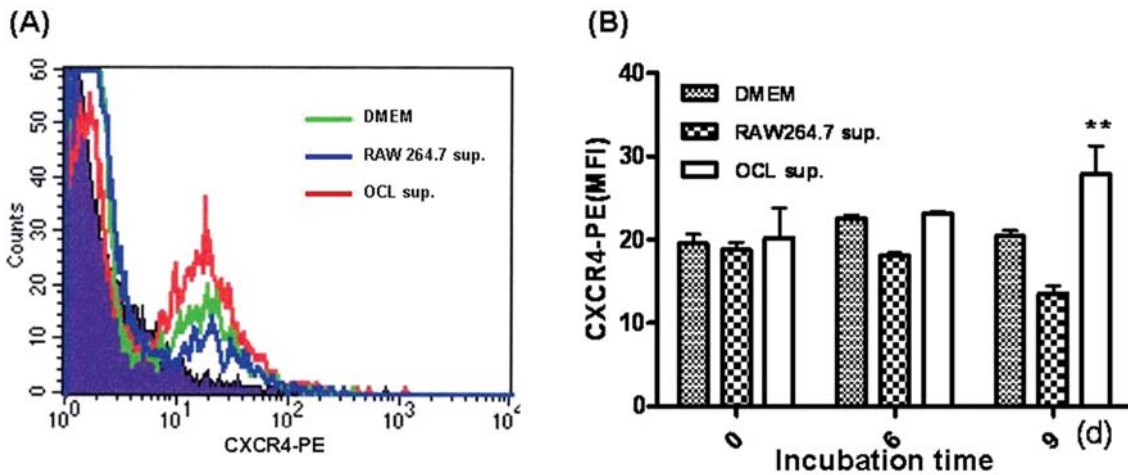 (A)
60
50
40
30
20
10
0
Counts
DMEM
RAW 264.7 sup.
OCL sup.
10^0
10^1
10^2
10^3
10^4
CXCR4-PE
(B)
40
30
20
10
0
CXCR4-PE(MFI)
DMEM
RAW264.7 sup.
OCL sup.
**
0
6
9
(d)
Incubation time